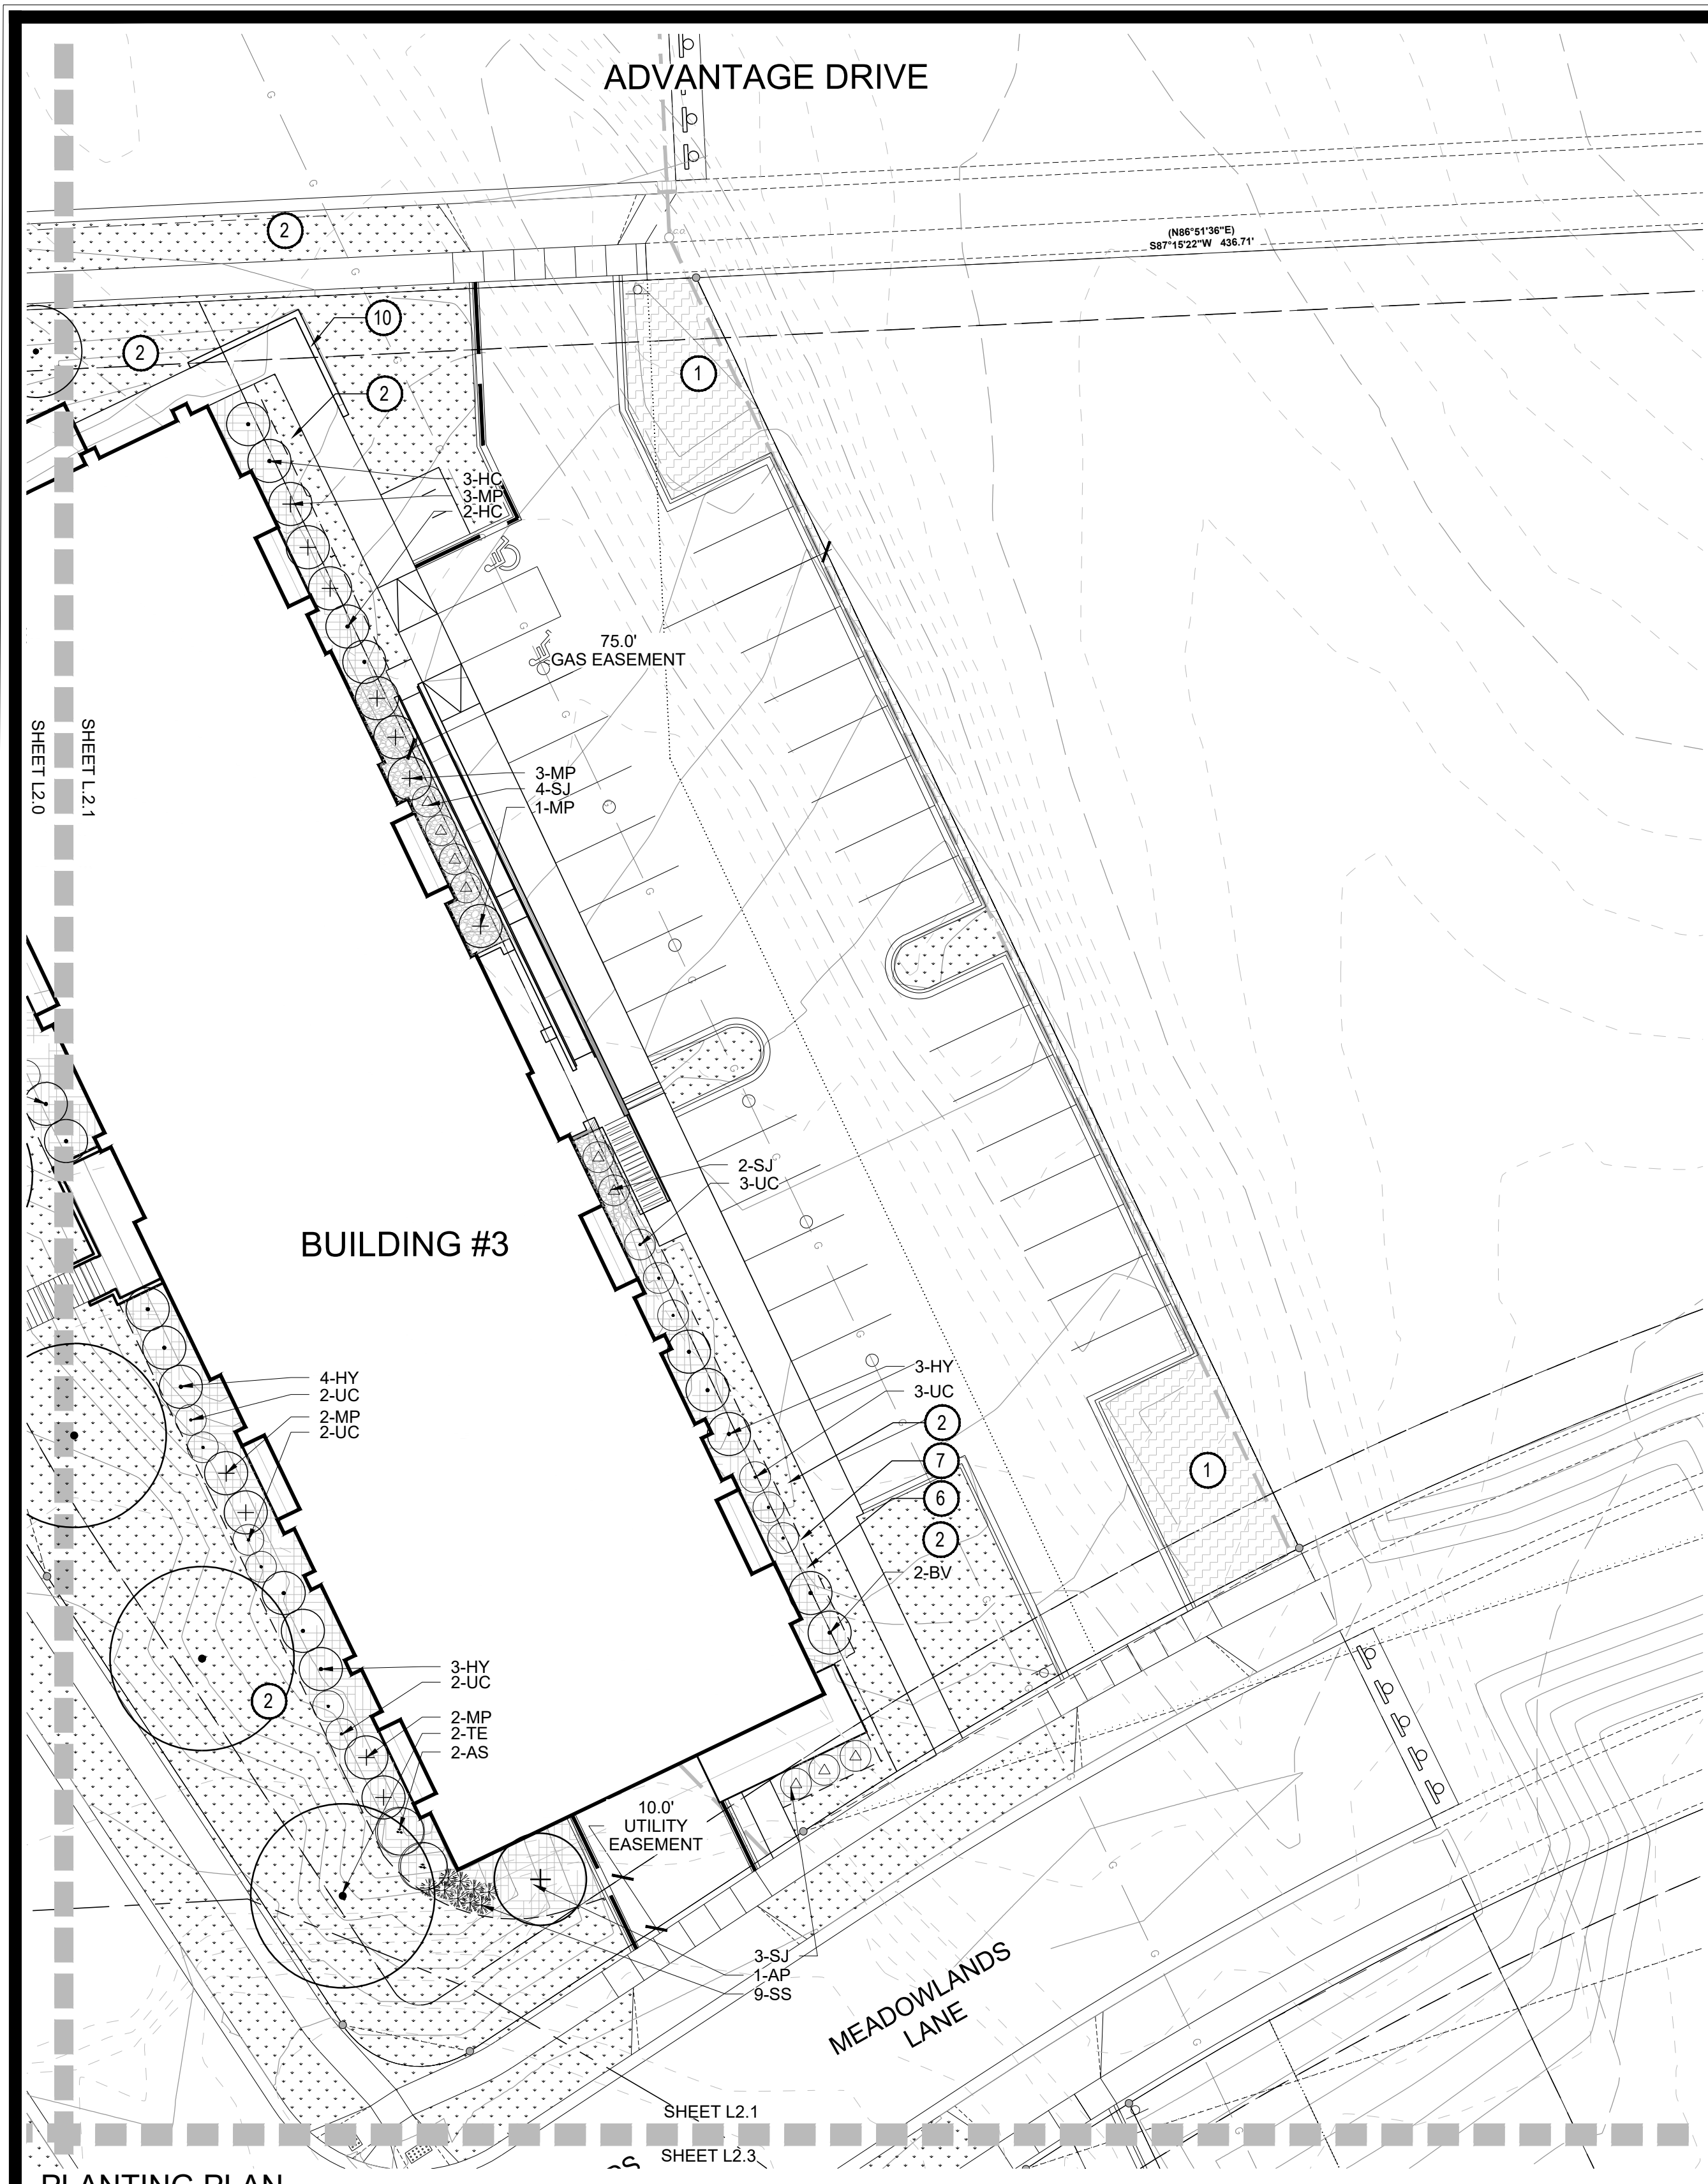 ADVANTAGE DRIVE
(N86°51'36"E)
S87°15'22"W 436.71'
C.O
2
10
2
2
1
3-HC
3-MP
2-HC
75.0'
GAS EASEMENT
SHEET L2.0
SHEET L.2.1
3-MP
4-SJ
1-MP
2-SJ
3-UC
BUILDING #3
4-HY
2-UC
2-MP
2-UC
3-HY
3-UC
2
7
6
2
2-BV
1
3-HY
2-UC
2
2-MP
2-TE
2-AS
10.0'
UTILITY
EASEMENT
3-SJ
1-AP
9-SS
MEADOWLANDS
LANE
SHEET L2.1
SHEET L2.3
PLANTING PLAN